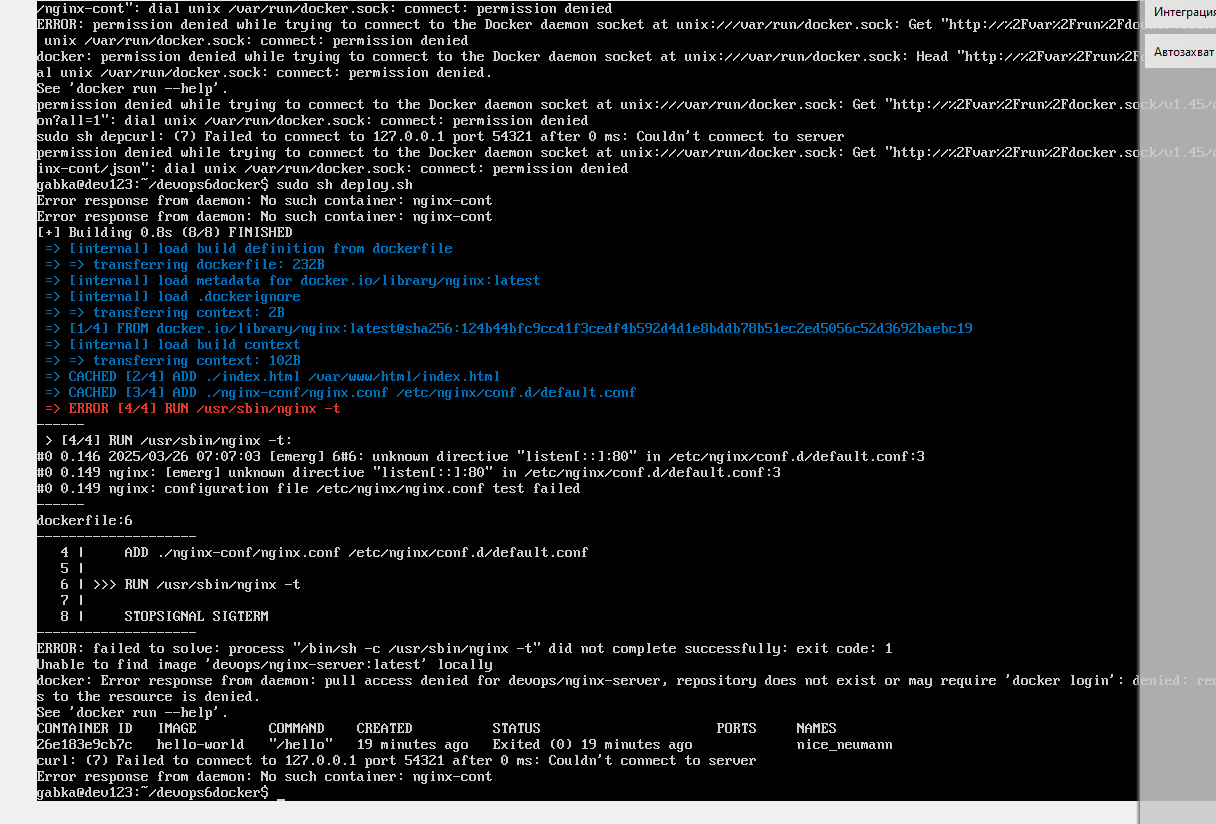 /nginx-cont": dial unix /var/run/docker.sock: connect: permission denied
ERROR: permission denied while trying to connect to the Docker daemon socket at unix:///var/run/docker.sock: Get "http://%2Fvar%2Frun%2Fdoc
 unix /var/run/docker.sock: connect: permission denied
docker: permission denied while trying to connect to the Docker daemon socket at unix:///var/run/docker.sock: Head "http://%2Fvar%2Frun%2F
al unix /var/run/docker.sock: connect: permission denied.
See 'docker run --help'.
permission denied while trying to connect to the Docker daemon socket at unix:///var/run/docker.sock: Get "http://%2Fvar%2Frun%2Fdocker.sock/v1.45/
on?all=1": dial unix /var/run/docker.sock: connect: permission denied
sudo sh depcurl: (7) Failed to connect to 127.0.0.1 port 54321 after 0 ms: Couldn't connect to server
permission denied while trying to connect to the Docker daemon socket at unix:///var/run/docker.sock: Get "http://%2Fvar%2Frun%2Fdocker.sock/v1.45/
inx-cont/json": dial unix /var/run/docker.sock: connect: permission denied
gabka@dev123:~/devops6docker$ sudo sh deploy.sh
Error response from daemon: No such container: nginx-cont
Error response from daemon: No such container: nginx-cont
[+] Building 0.8s (8/8) FINISHED
 => [internal] load build definition from dockerfile
 => => transferring dockerfile: 232B
 => [internal] load metadata for docker.io/library/nginx:latest
 => [internal] load .dockerignore
 => => transferring context: 2B
 => [1/4] FROM docker.io/library/nginx:latest@sha256:124b44bfc9ccd1f3cedf4b592d4d1e8bddb78b51ec2ed5056c52d3692baebc19
 => [internal] load build context
 => => transferring context: 102B
 => CACHED [2/4] ADD ./index.html /var/www/html/index.html
 => CACHED [3/4] ADD ./nginx-conf/nginx.conf /etc/nginx/conf.d/default.conf
 => ERROR [4/4] RUN /usr/sbin/nginx -t
------
 > [4/4] RUN /usr/sbin/nginx -t:
#0 0.146 2025/03/26 07:07:03 [emerg] 6#6: unknown directive "listen[::]:80" in /etc/nginx/conf.d/default.conf:3
#0 0.149 nginx: [emerg] unknown directive "listen[::]:80" in /etc/nginx/conf.d/default.conf:3
#0 0.149 nginx: configuration file /etc/nginx/nginx.conf test failed
------
dockerfile:6
--------------------
   4 |     ADD ./nginx-conf/nginx.conf /etc/nginx/conf.d/default.conf
   5 |
   6 | >>> RUN /usr/sbin/nginx -t
   7 |
   8 |     STOPSIGNAL SIGTERM
--------------------
ERROR: failed to solve: process "/bin/sh -c /usr/sbin/nginx -t" did not complete successfully: exit code: 1
Unable to find image 'devops/nginx-server:latest' locally
docker: Error response from daemon: pull access denied for devops/nginx-server, repository does not exist or may require 'docker login': denied: req
s to the resource is denied.
See 'docker run --help'.
CONTAINER ID   IMAGE         COMMAND    CREATED          STATUS                      PORTS     NAMES
26e183e9cb7c   hello-world   "/hello"   19 minutes ago   Exited (0) 19 minutes ago             nice_neumann
curl: (7) Failed to connect to 127.0.0.1 port 54321 after 0 ms: Couldn't connect to server
Error response from daemon: No such container: nginx-cont
gabka@dev123:~/devops6docker$ _
Интеграция
Автозахват